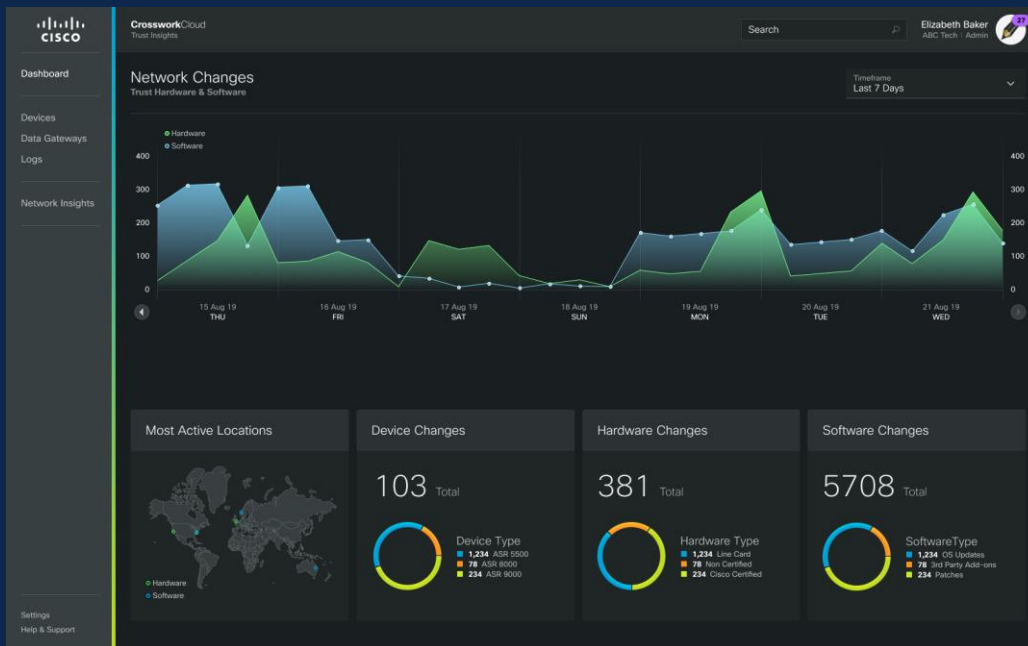 CISCO
Dashboard
Devices
Data Gateways
Logs
Network Insights
Settings
Help & Support
CrossworkCloud
Trust Insights
Search
Elizabeth Baker
ABC Tech | Admin
27
Network Changes
Trust Hardware & Software
Timeframe
Last 7 Days
Hardware
Software
400
300
200
100
0
400
300
200
100
0
15 Aug 19
THU
16 Aug 19
FRI
17 Aug 19
SAT
18 Aug 19
SUN
19 Aug 19
MON
20 Aug 19
TUE
21 Aug 19
WED
Most Active Locations
Hardware
Software
Device Changes
103 Total
Device Type
1,234 ASR 5500
78 ASR 8000
234 ASR 9000
Hardware Changes
381 Total
Hardware Type
1,234 Line Card
78 Non Certified
234 Cisco Certified
Software Changes
5708 Total
SoftwareType
1,234 OS Updates
78 3rd Party Add-ons
234 Patches